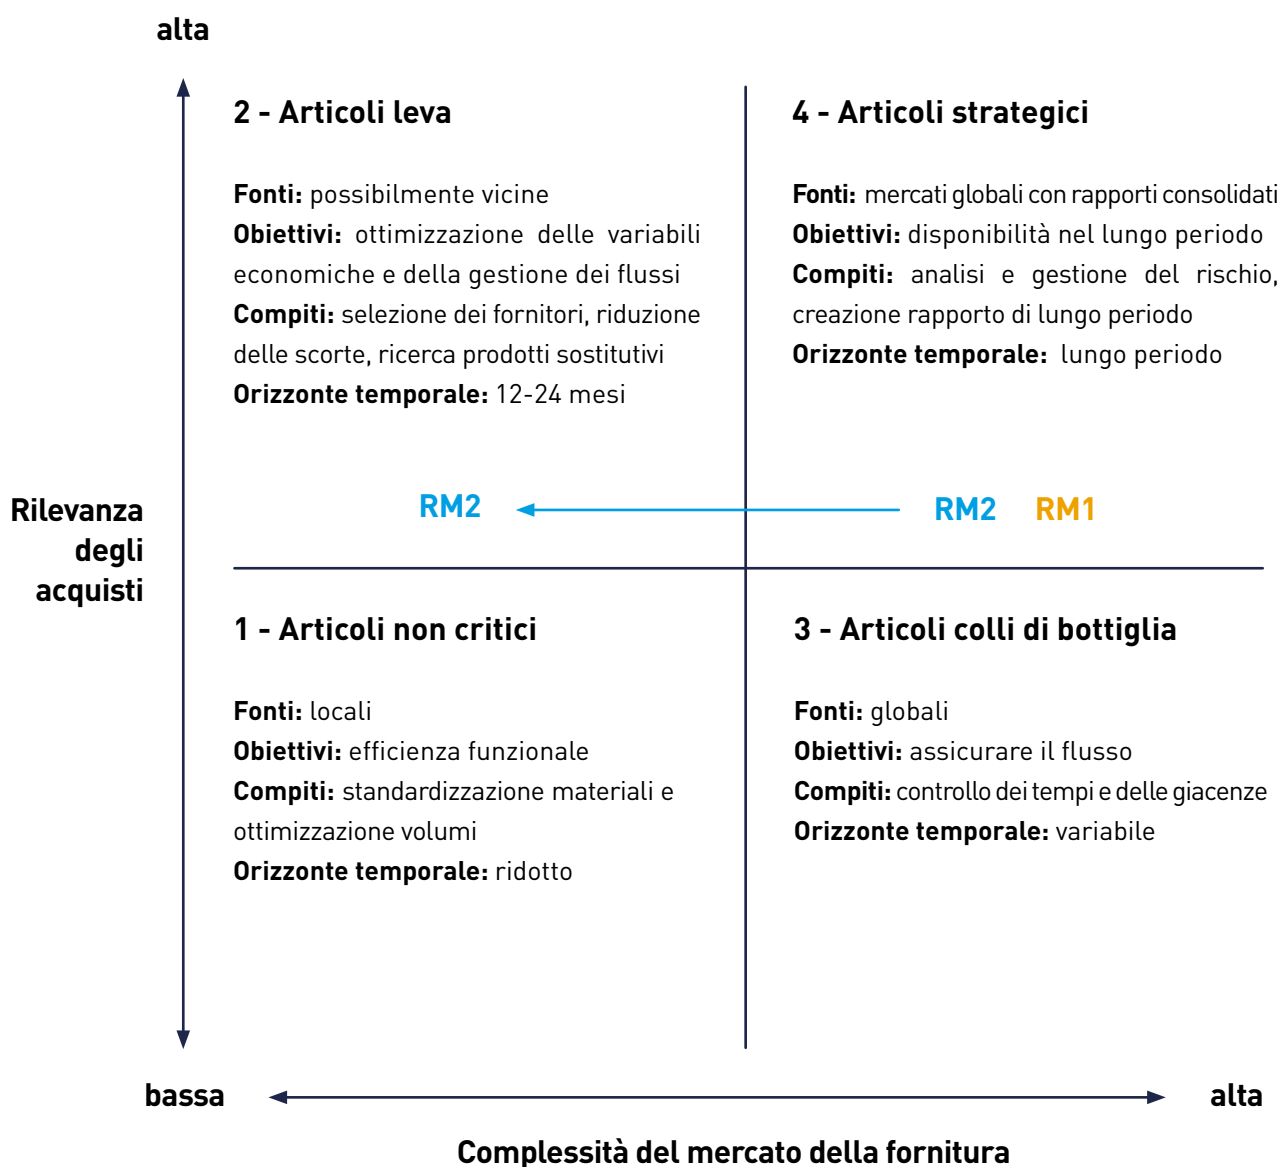 alta
2 - Articoli leva
Fonti: possibilmente vicine
Obiettivi: ottimizzazione delle variabili
economiche e della gestione dei flussi
Compiti: selezione dei fornitori, riduzione
delle scorte, ricerca prodotti sostitutivi
Orizzonte temporale: 12-24 mesi
4 - Articoli strategici
Fonti: mercati globali con rapporti consolidati
Obiettivi: disponibilità nel lungo periodo
Compiti: analisi e gestione del rischio,
creazione rapporto di lungo periodo
Orizzonte temporale: lungo periodo
Rilevanza
degli
acquisti
RM2
RM2 RM1
1 - Articoli non critici
Fonti: locali
Obiettivi: efficienza funzionale
Compiti: standardizzazione materiali e
ottimizzazione volumi
Orizzonte temporale: ridotto
3 - Articoli colli di bottiglia
Fonti: globali
Obiettivi: assicurare il flusso
Compiti: controllo dei tempi e delle giacenze
Orizzonte temporale: variabile
bassa
alta
Complessità del mercato della fornitura